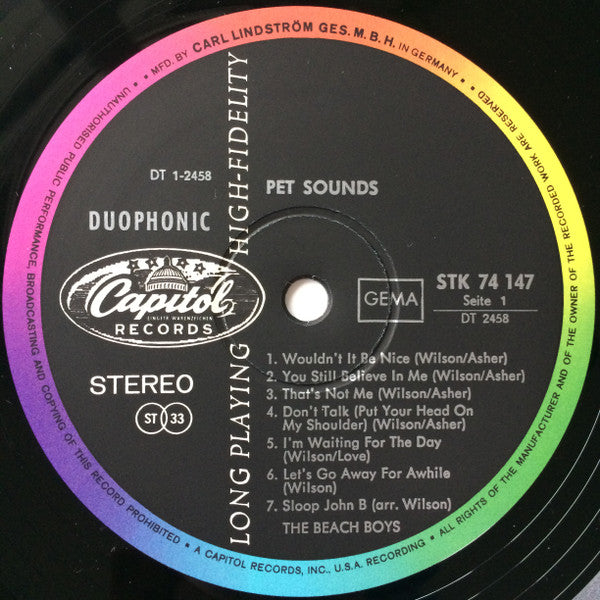 • MFD. BY CARL LINDSTRÖM GES. M. B. H. IN GERMANY •
UNAUTHORISED PUBLIC PERFORMANCE, BROADCASTING AND COPYING OF THIS RECORD PROHIBITED •
ALL RIGHTS OF THE MANUFACTURER AND OF THE OWNER OF THE RECORDED WORK ARE RESERVED
• A CAPITOL RECORDS, INC., U.S.A. RECORDING •
LONG PLAYING HIGH-FIDELITY
DT 1-2458
PET SOUNDS
DUOPHONIC
Capitol
EINGETR WARENZEICHEN
RECORDS
STEREO
ST 33
GEMA
STK 74 147
Seite 1
DT 2458
1. Wouldn't It Be Nice (Wilson/Asher)
2. You Still Believe In Me (Wilson/Asher)
3. That's Not Me (Wilson/Asher)
4. Don't Talk (Put Your Head On
My Shoulder) (Wilson/Asher)
5. I'm Waiting For The Day
(Wilson/Love)
6. Let's Go Away For Awhile
(Wilson)
7. Sloop John B (arr. Wilson)
THE BEACH BOYS